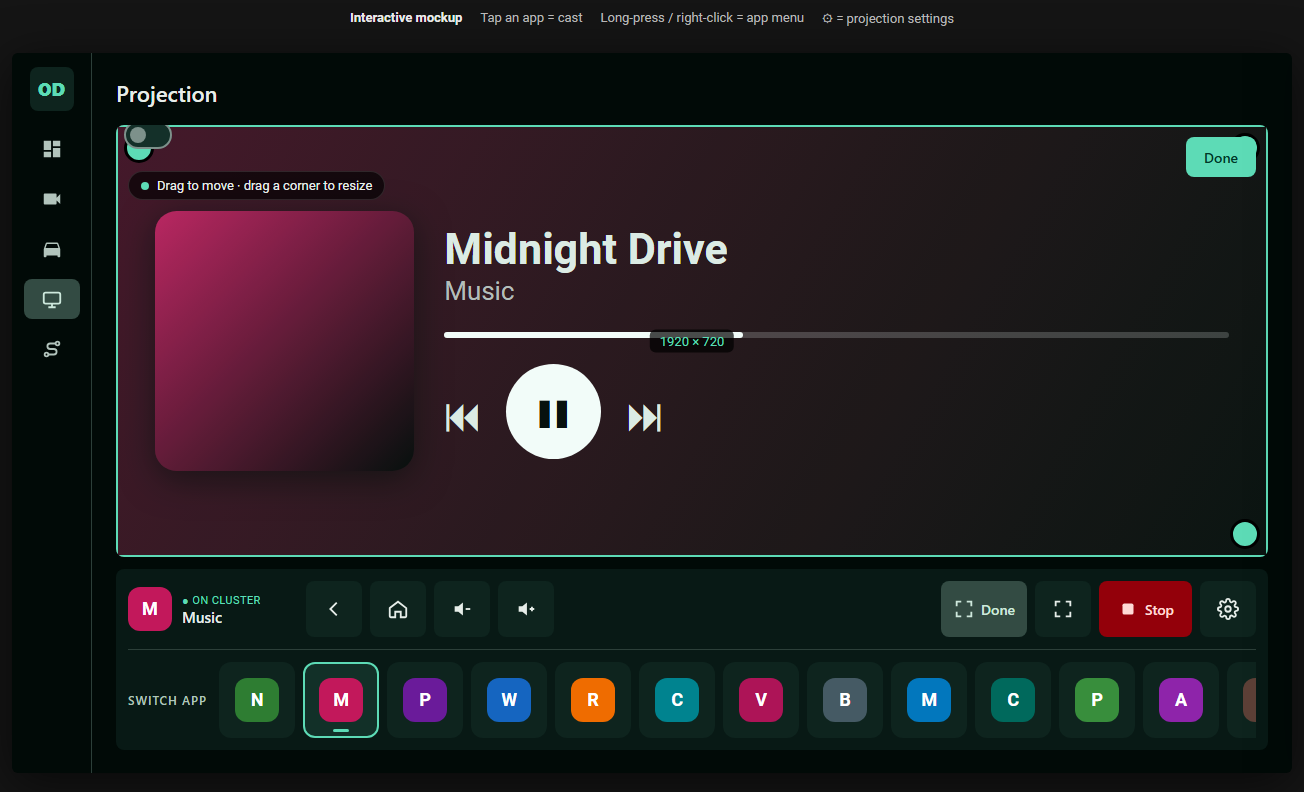 Interactive mockup Tap an app = cast Long-press / right-click = app menu ⚙ = projection settings
OD
Projection
Done
Drag to move · drag a corner to resize
Midnight Drive
Music
1920 × 720
M
● ON CLUSTER
Music
Done
Stop
SWITCH APP
N M P W R C V B M C P A